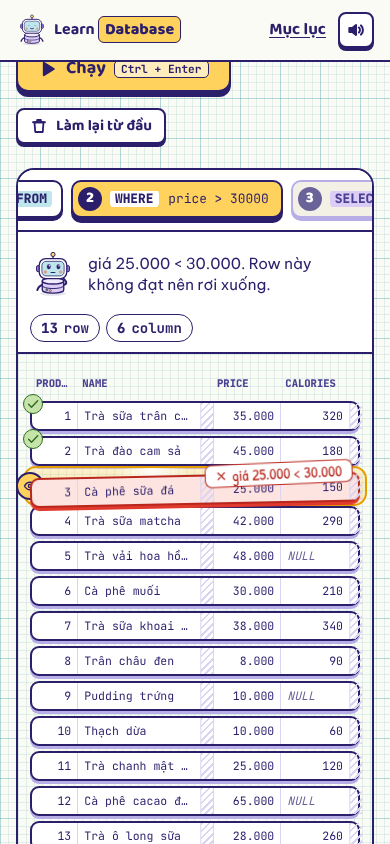 Learn Database Mục lục
Chạy Ctrl + Enter
Làm lại từ đầu
FROM 2 WHERE price > 30000 3 SELEC
giá 25.000 < 30.000. Row này
không đạt nên rơi xuống.
13 row 6 column
PROD… NAME PRICE CALORIES
1 Trà sữa trân c… 35.000 320
2 Trà đào cam sả 45.000 180
✕ giá 25.000 < 30.000
3 Cà phê sữa đá 25.000 150
4 Trà sữa matcha 42.000 290
5 Trà vải hoa hồ… 48.000 NULL
6 Cà phê muối 30.000 210
7 Trà sữa khoai … 38.000 340
8 Trân châu đen 8.000 90
9 Pudding trứng 10.000 NULL
10 Thạch dừa 10.000 60
11 Trà chanh mật … 25.000 120
12 Cà phê cacao đ… 65.000 NULL
13 Trà ô long sữa 28.000 260